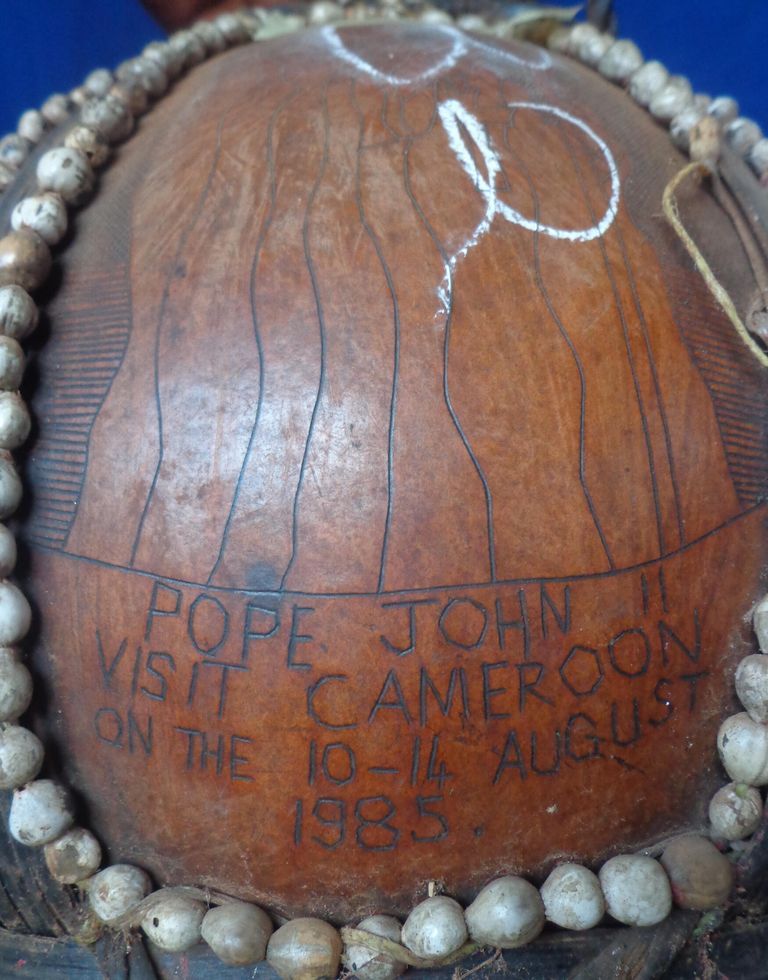 POPE JOHN II
VISIT CAMEROON
ON THE 10-14 AUGUST
1985.